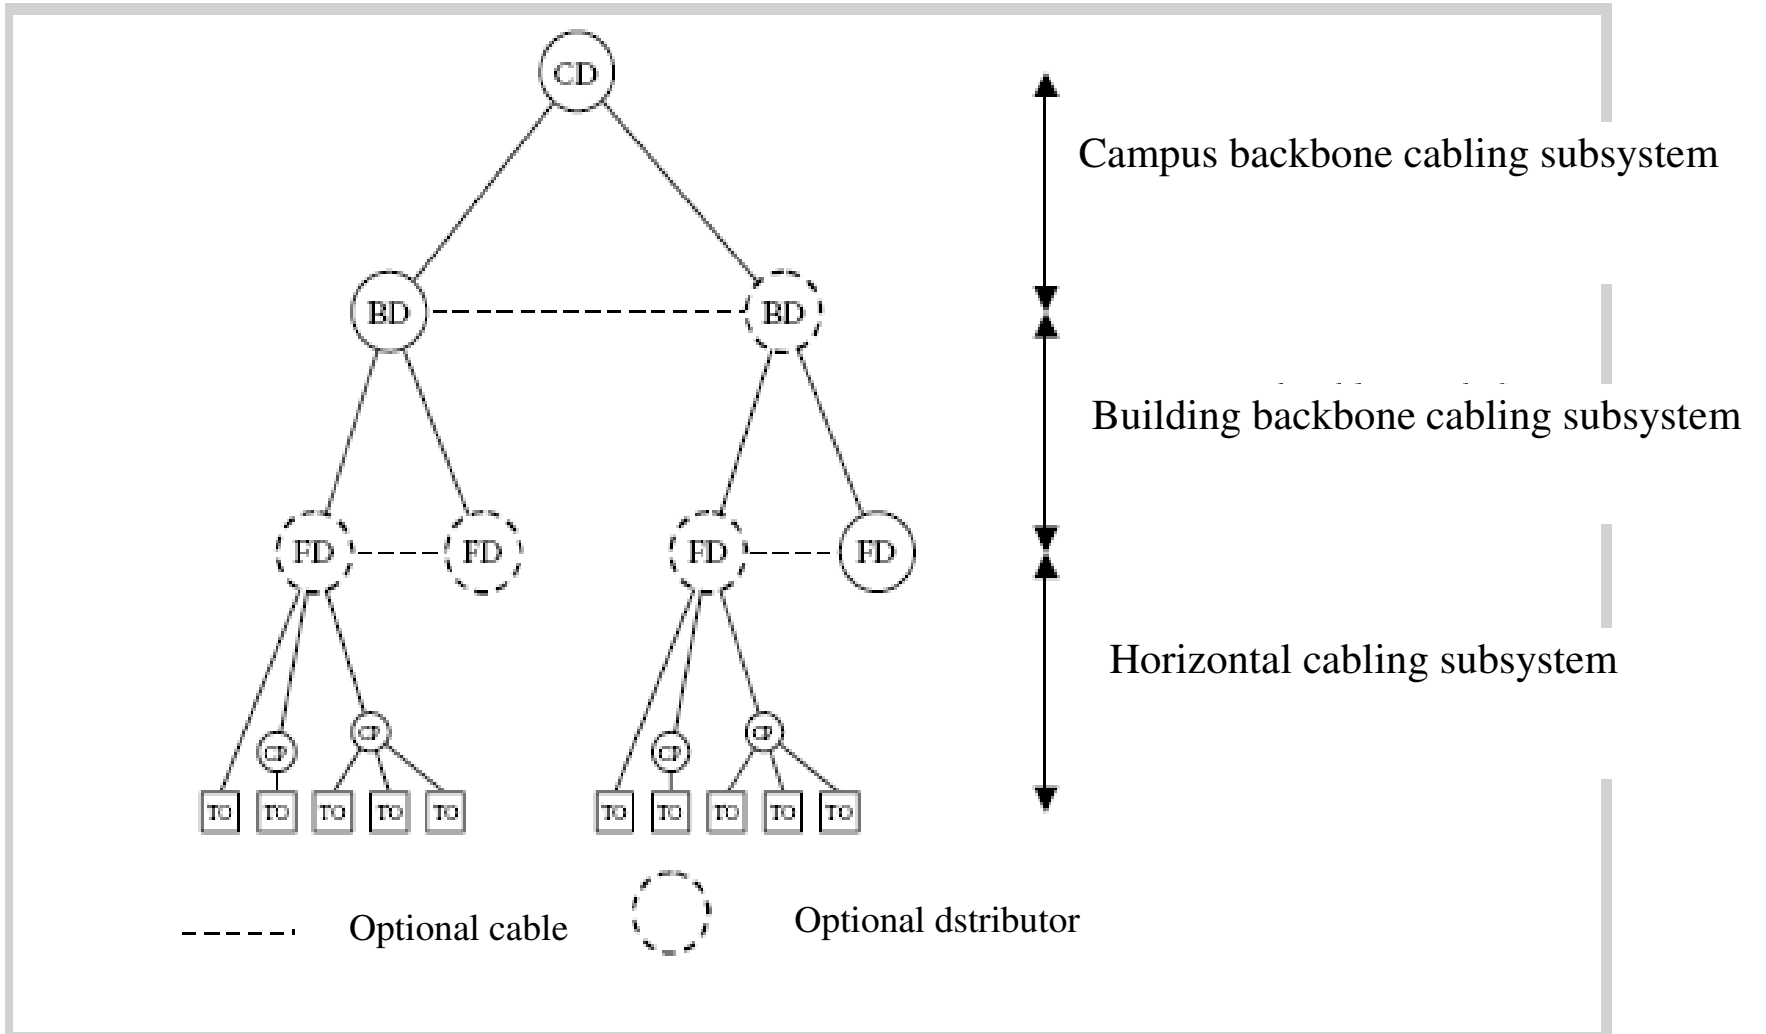 CD
Campus backbone cabling subsystem
BD BD
Building backbone cabling subsystem
FD FD FD FD
Horizontal cabling subsystem
CP CP
CP CP
TO TO TO TO TO TO TO TO TO TO
Optional cable
Optional dstributor